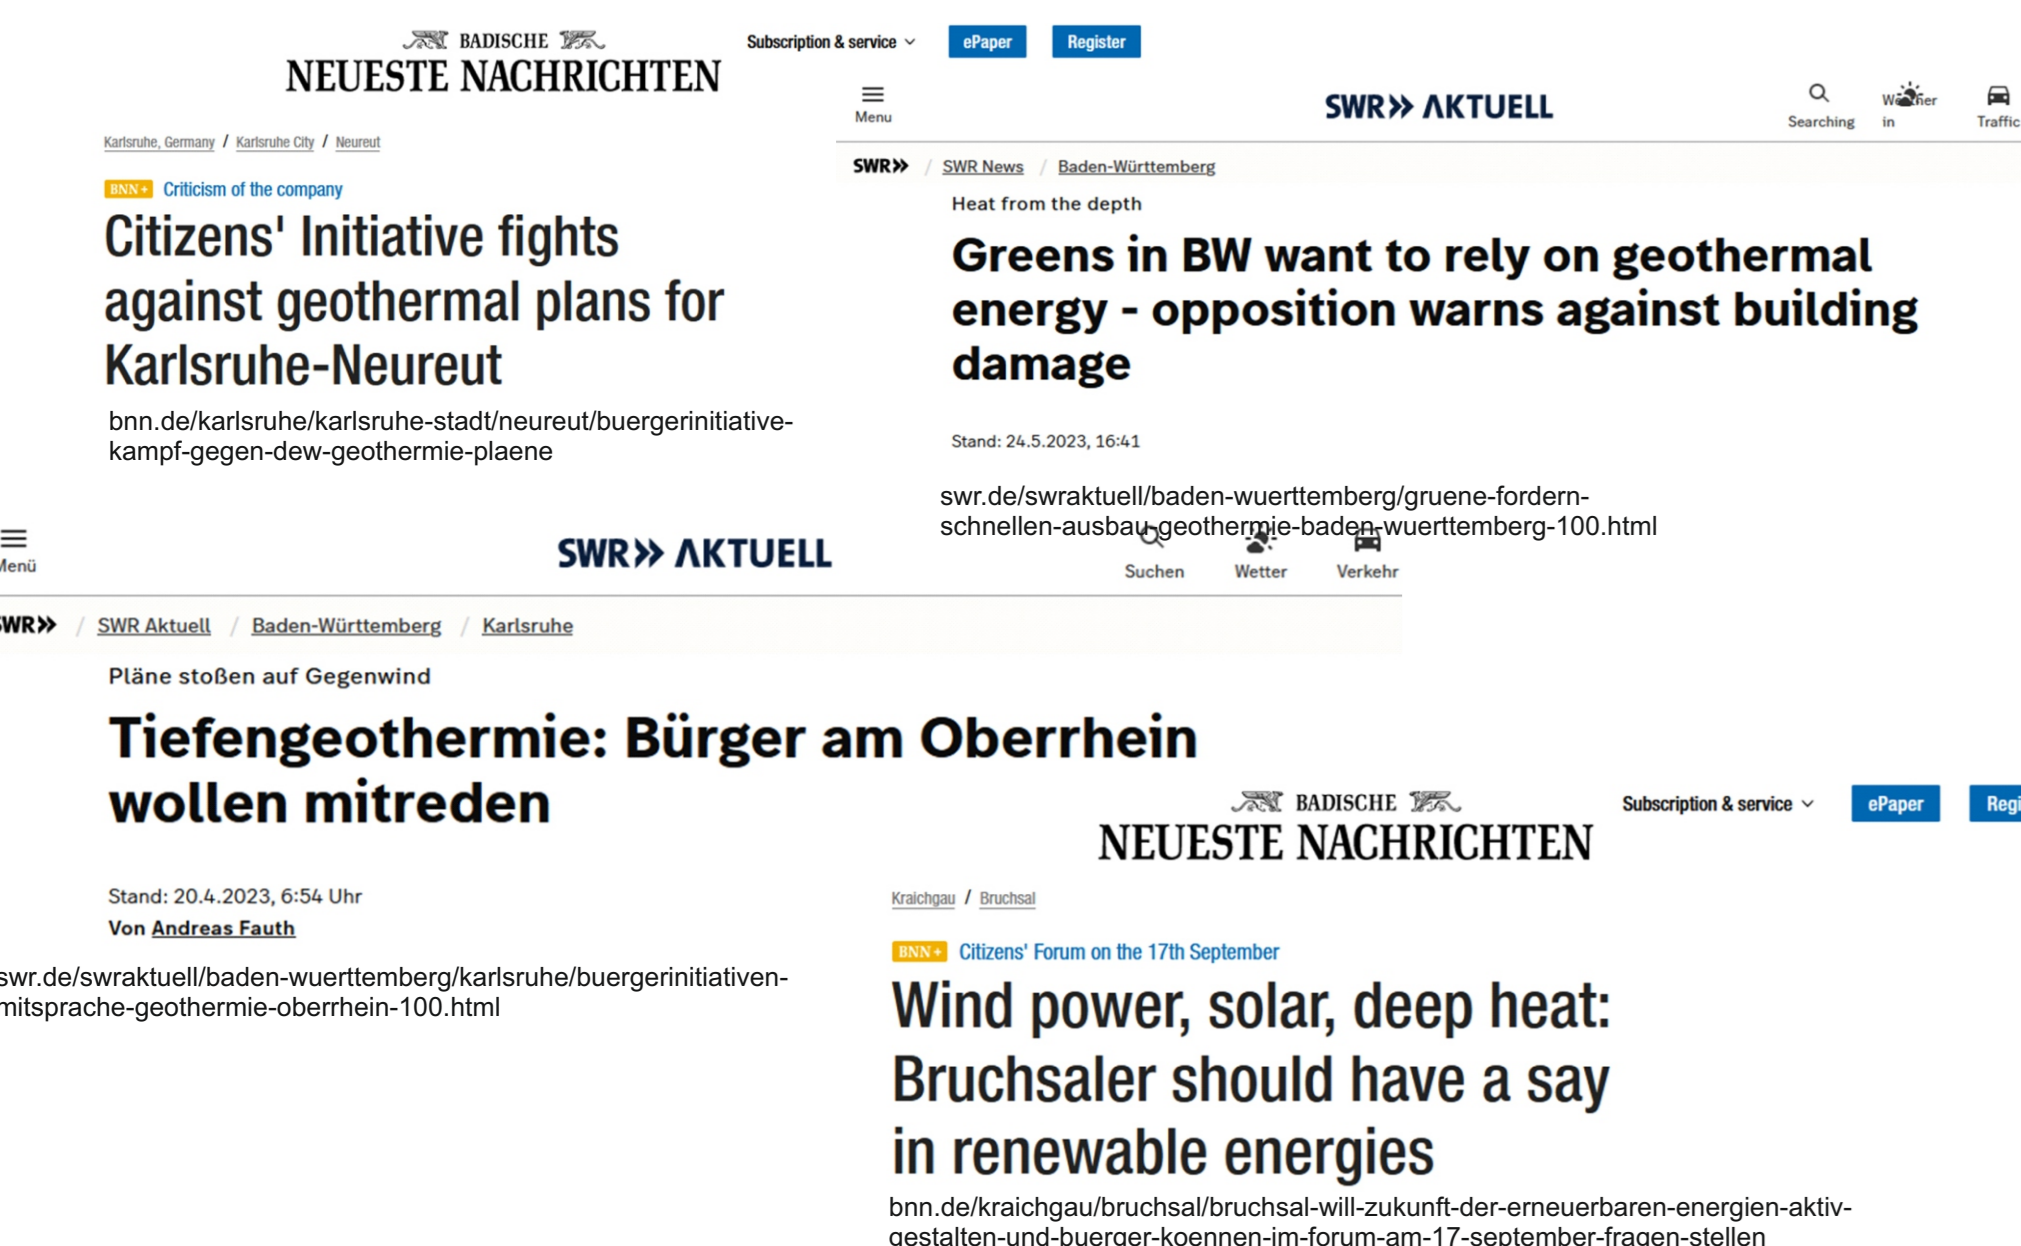 BADISCHE
NEUESTE NACHRICHTEN
Subscription & service
ePaper
Register
Karlsruhe, Germany / Karlsruhe City / Neureut
BNN+ Criticism of the company
Citizens' Initiative fights
against geothermal plans for
Karlsruhe-Neureut
bnn.de/karlsruhe/karlsruhe-stadt/neureut/buergerinitiative-
kampf-gegen-dew-geothermie-plaene
Menu
SWR» AKTUELL
Searching
in
Traffic
SWR» / SWR News / Baden-Württemberg
Heat from the depth
Greens in BW want to rely on geothermal
energy - opposition warns against building
damage
Stand: 24.5.2023, 16:41
swr.de/swraktuell/baden-wuerttemberg/gruene-fordern-
schnellen-ausbau-geothermie-baden-wuerttemberg-100.html
Menü
SWR» AKTUELL
Suchen
Wetter
Verkehr
SWR» / SWR Aktuell / Baden-Württemberg / Karlsruhe
Pläne stoßen auf Gegenwind
Tiefengeothermie: Bürger am Oberrhein
wollen mitreden
Stand: 20.4.2023, 6:54 Uhr
Von Andreas Fauth
swr.de/swraktuell/baden-wuerttemberg/karlsruhe/buergerinitiativen-
mitsprache-geothermie-oberrhein-100.html
BADISCHE
NEUESTE NACHRICHTEN
Subscription & service
ePaper
Regi
Kraichgau / Bruchsal
BNN+ Citizens' Forum on the 17th September
Wind power, solar, deep heat:
Bruchsaler should have a say
in renewable energies
bnn.de/kraichgau/bruchsal/bruchsal-will-zukunft-der-erneuerbaren-energien-aktiv-
gestalten-und-buerger-koennen-im-forum-am-17-september-fragen-stellen